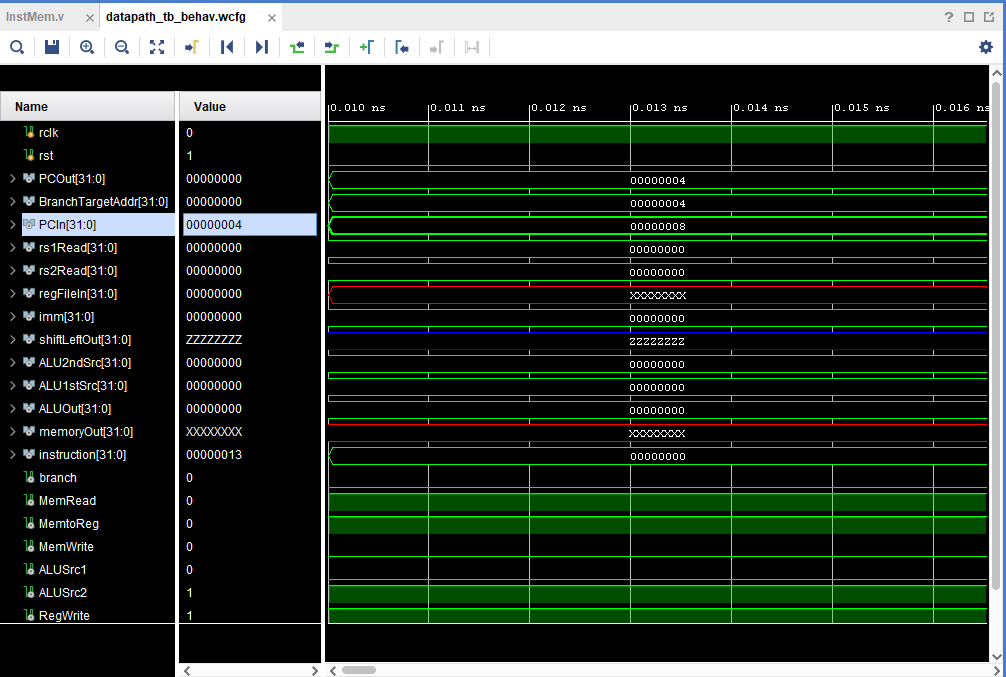 InstMem.v × datapath_tb_behav.wcfg × ?
Name Value
0.010 ns 0.011 ns 0.012 ns 0.013 ns 0.014 ns 0.015 ns 0.016 ns
rclk 0
rst 1
PCOut[31:0] 00000000 00000004
BranchTargetAddr[31:0] 00000000 00000004
PCIn[31:0] 00000004 00000008
rs1Read[31:0] 00000000 00000000
rs2Read[31:0] 00000000 00000000
regFileIn[31:0] 00000000 XXXXXXXX
imm[31:0] 00000000 00000000
shiftLeftOut[31:0] ZZZZZZZZ ZZZZZZZZ
ALU2ndSrc[31:0] 00000000 00000000
ALU1stSrc[31:0] 00000000 00000000
ALUOut[31:0] 00000000 00000000
memoryOut[31:0] XXXXXXXX XXXXXXXX
instruction[31:0] 00000013 00000000
branch 0
MemRead 0
MemtoReg 0
MemWrite 0
ALUSrc1 0
ALUSrc2 1
RegWrite 1